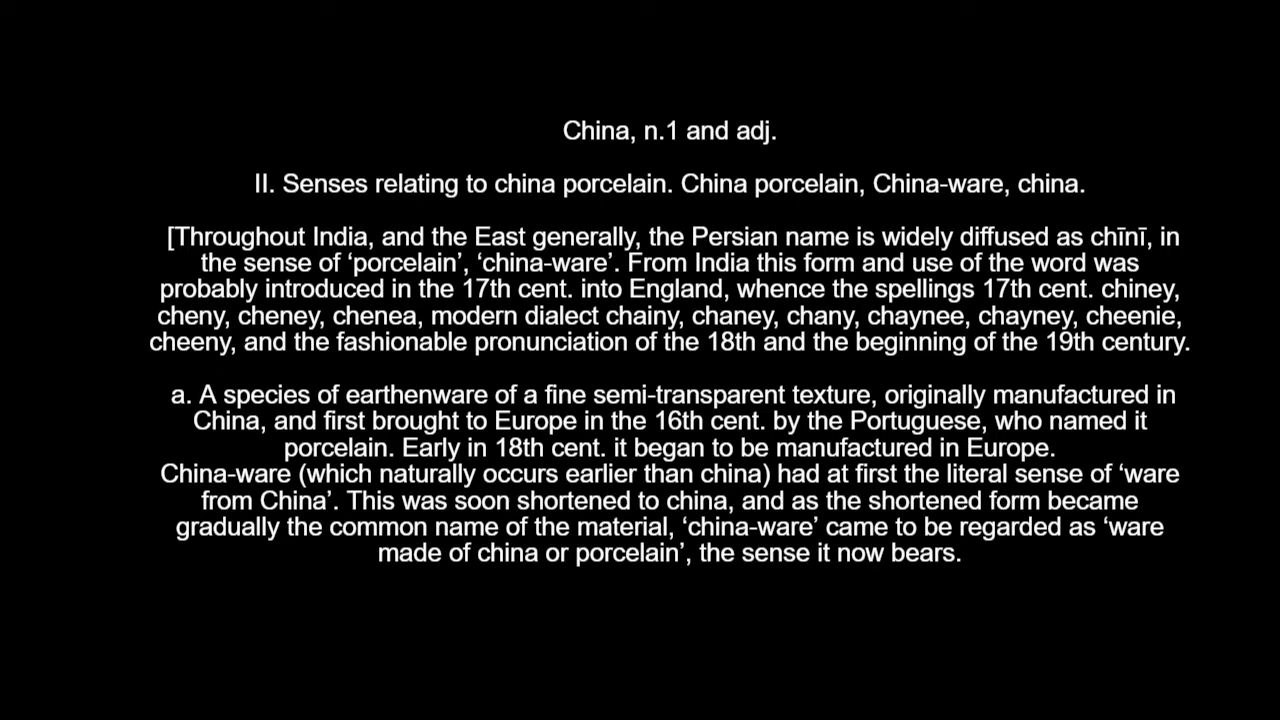 China, n.1 and adj.
II. Senses relating to china porcelain. China porcelain, China-ware, china.
[Throughout India, and the East generally, the Persian name is widely diffused as chīnī, in
the sense of ‘porcelain’, ‘china-ware’. From India this form and use of the word was
probably introduced in the 17th cent. into England, whence the spellings 17th cent. chiney,
cheny, cheney, chenea, modern dialect chainy, chaney, chany, chaynee, chayney, cheenie,
cheeny, and the fashionable pronunciation of the 18th and the beginning of the 19th century.
a. A species of earthenware of a fine semi-transparent texture, originally manufactured in
China, and first brought to Europe in the 16th cent. by the Portuguese, who named it
porcelain. Early in 18th cent. it began to be manufactured in Europe.
China-ware (which naturally occurs earlier than china) had at first the literal sense of ‘ware
from China’. This was soon shortened to china, and as the shortened form became
gradually the common name of the material, ‘china-ware’ came to be regarded as ‘ware
made of china or porcelain’, the sense it now bears.